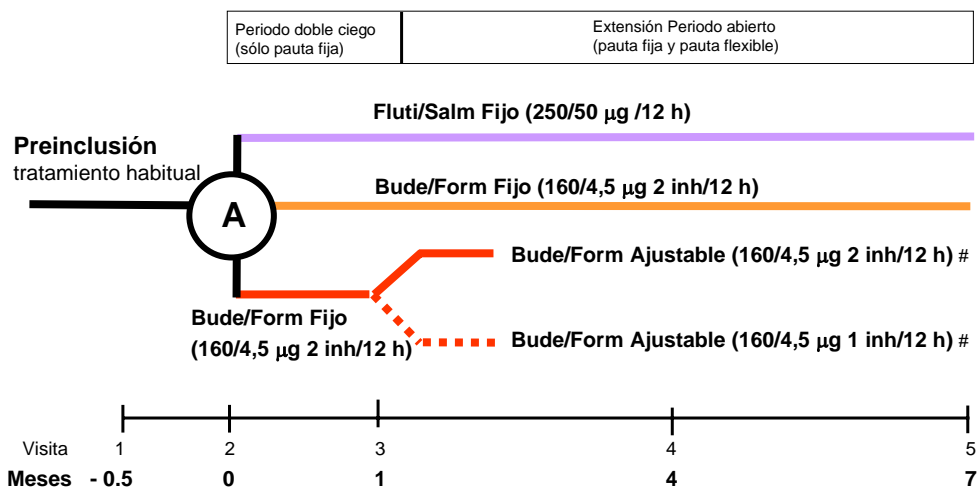 Periodo doble ciego
(sólo pauta fija)
Extensión Periodo abierto
(pauta fija y pauta flexible)
Fluti/Salm Fijo (250/50 μg /12 h)
Preinclusión
tratamiento habitual
Bude/Form Fijo (160/4,5 μg 2 inh/12 h)
A
Bude/Form Ajustable (160/4,5 μg 2 inh/12 h) #
Bude/Form Fijo
(160/4,5 μg 2 inh/12 h)
Bude/Form Ajustable (160/4,5 μg 1 inh/12 h) #
Visita 1 2 3 4 5
Meses - 0.5 0 1 4 7